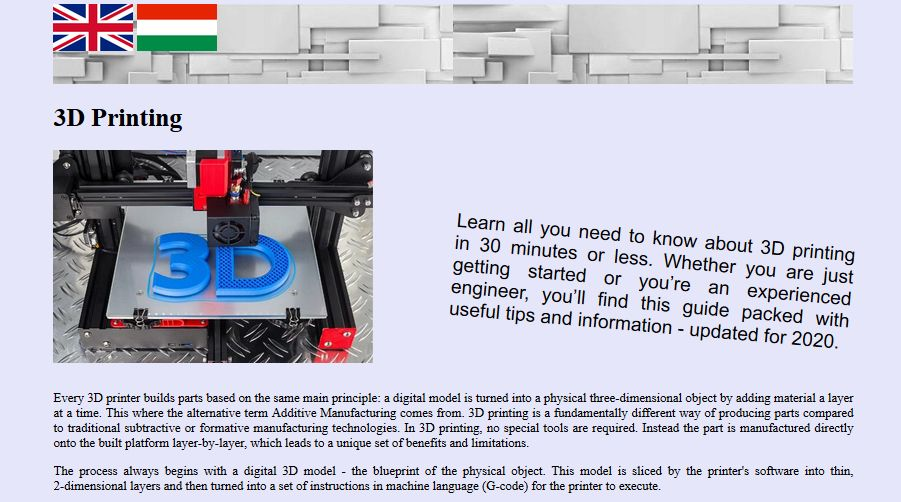 3D Printing
3D
Learn all you need to know about 3D printing
in 30 minutes or less. Whether you are just
getting started or you’re an experienced
engineer, you’ll find this guide packed with
useful tips and information - updated for 2020.
Every 3D printer builds parts based on the same main principle: a digital model is turned into a physical three-dimensional object by adding material a layer
at a time. This where the alternative term Additive Manufacturing comes from. 3D printing is a fundamentally different way of producing parts compared
to traditional subtractive or formative manufacturing technologies. In 3D printing, no special tools are required. Instead the part is manufactured directly
onto the built platform layer-by-layer, which leads to a unique set of benefits and limitations.
The process always begins with a digital 3D model - the blueprint of the physical object. This model is sliced by the printer's software into thin,
2-dimensional layers and then turned into a set of instructions in machine language (G-code) for the printer to execute.